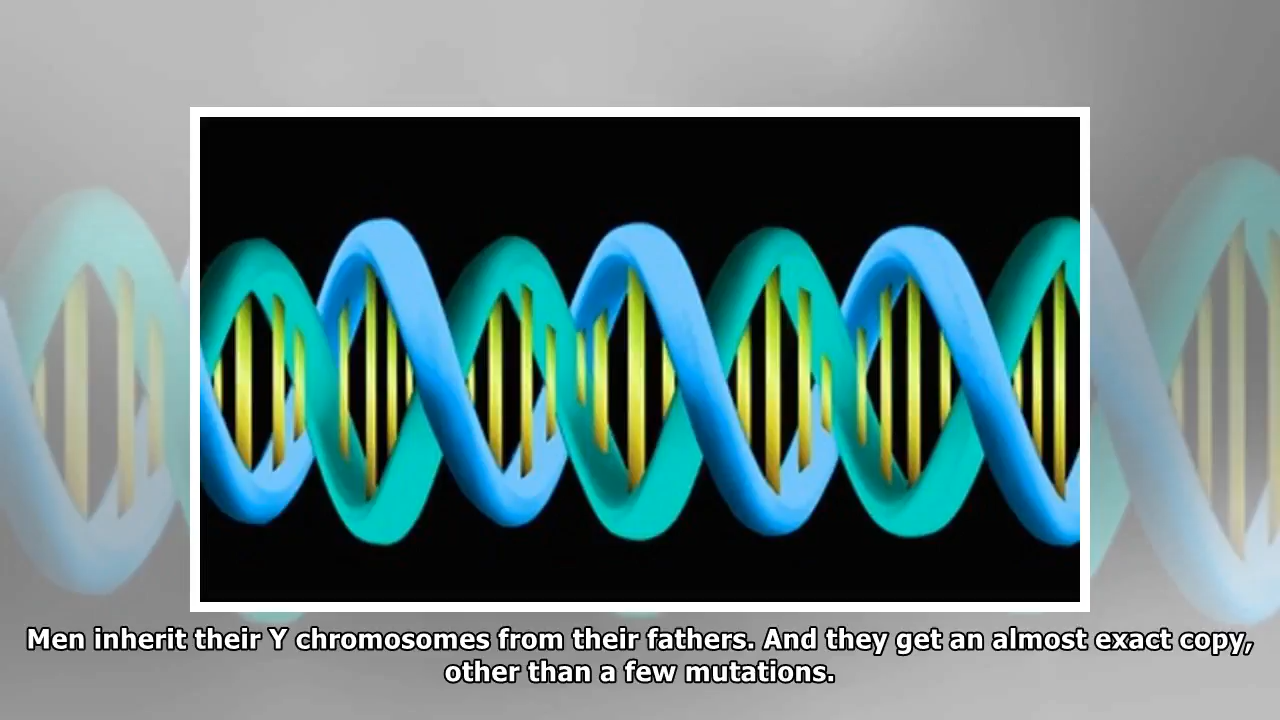 Men inherit their Y chromosomes from their fathers. And they get an almost exact copy,
other than a few mutations.